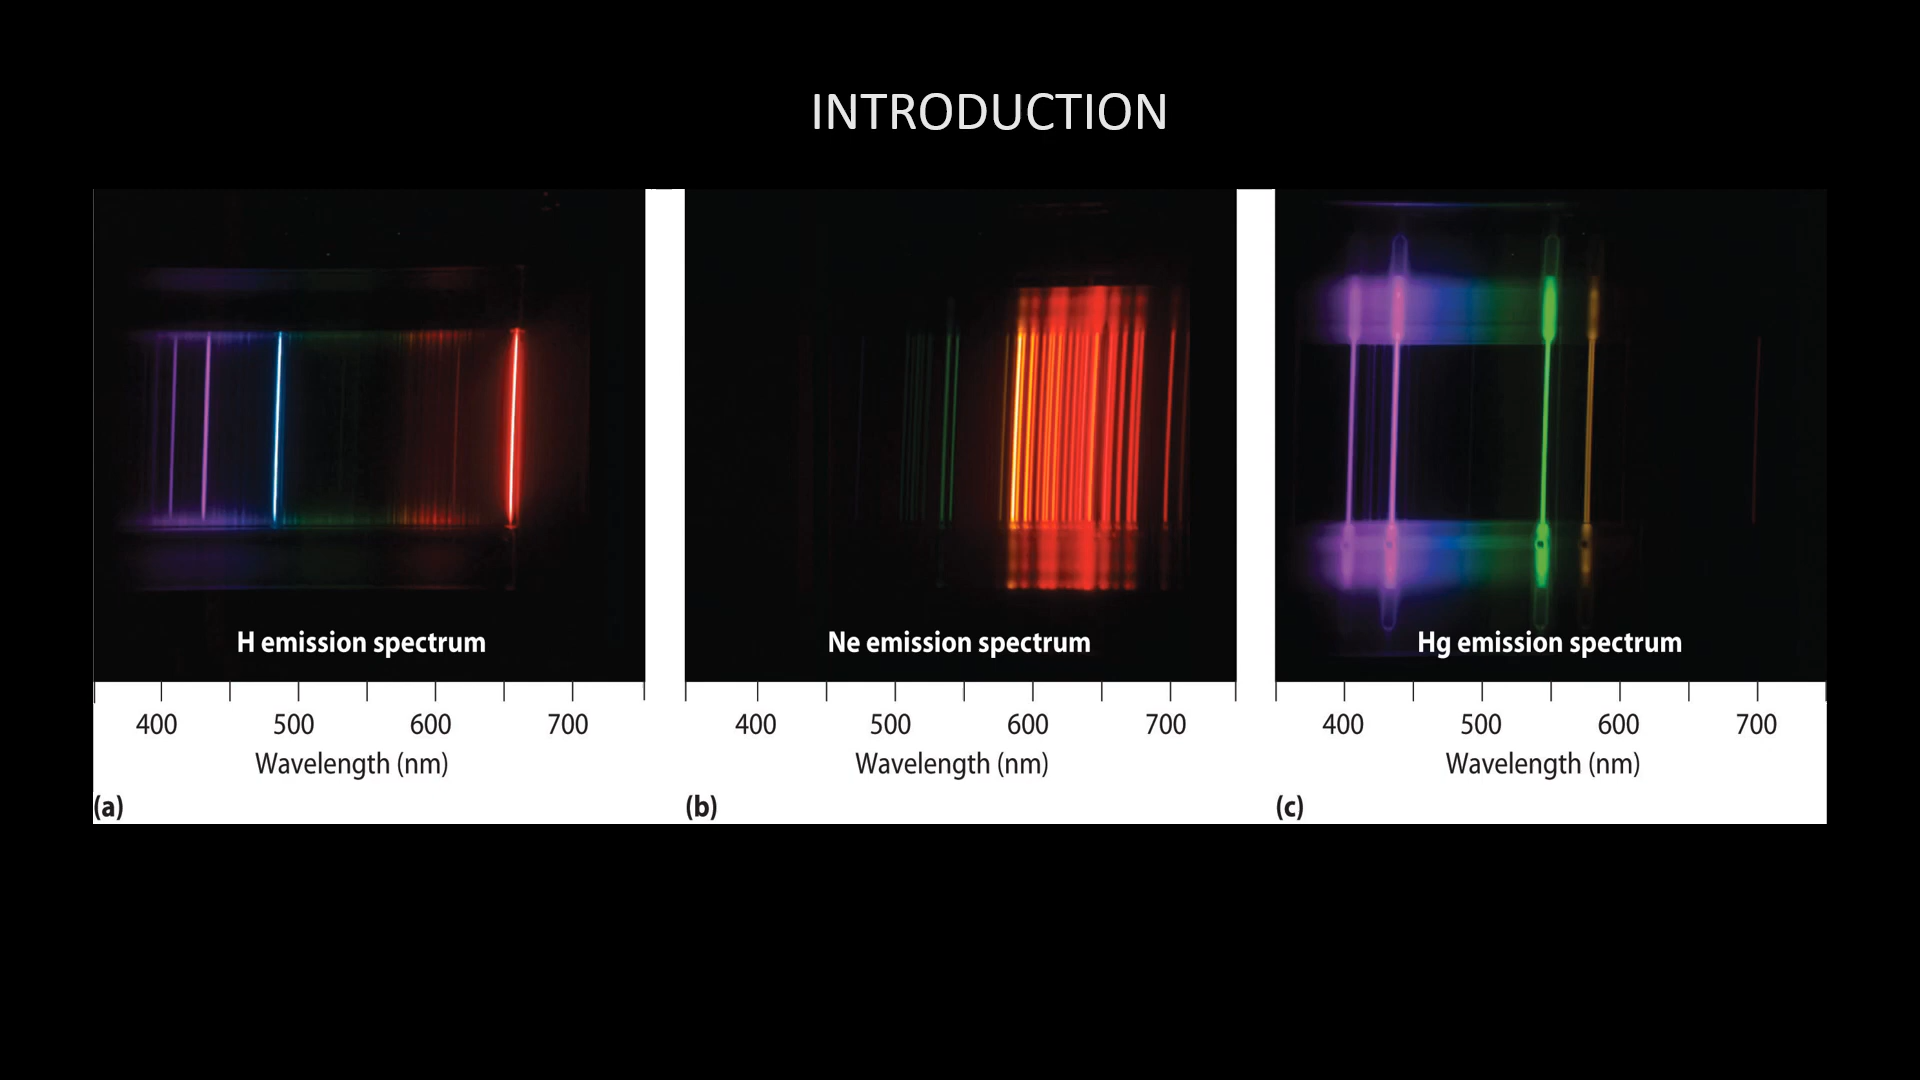 INTRODUCTION
H emission spectrum
400 500 600 700
Wavelength (nm)
(a)
Ne emission spectrum
400 500 600 700
Wavelength (nm)
(b)
Hg emission spectrum
400 500 600 700
Wavelength (nm)
(c)